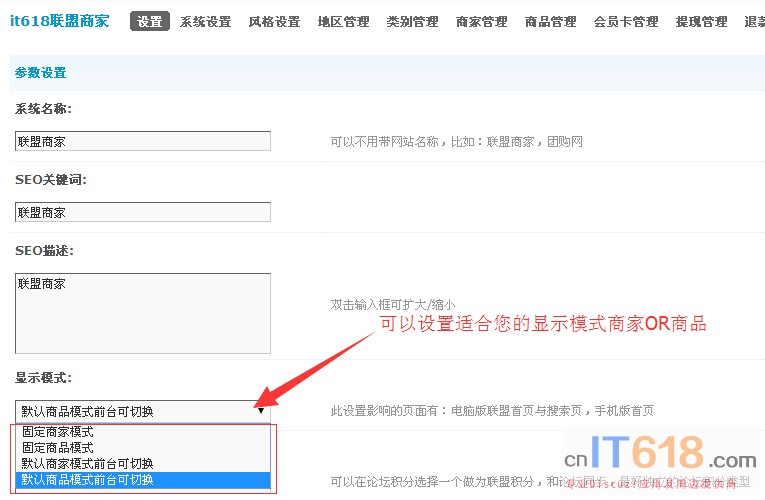 it618联盟商家 设置 系统设置 风格设置 地区管理 类别管理 商家管理 商品管理 会员卡管理 提现管理 退款
参数设置
系统名称:
联盟商家 可以不用带网站名称，比如：联盟商家，团购网
SEO关键词:
联盟商家
SEO描述:
联盟商家
双击输入框可扩大/缩小
可以设置适合您的显示模式商家OR商品
显示模式:
默认商品模式前台可切换 此设置影响的页面有：电脑版联盟首页与搜索页，手机版首页
固定商家模式
固定商品模式
默认商家模式前台可切换
默认商品模式前台可切换
cnIT618.com
可以在论坛积分选择一个做为联盟积分，和论坛同步